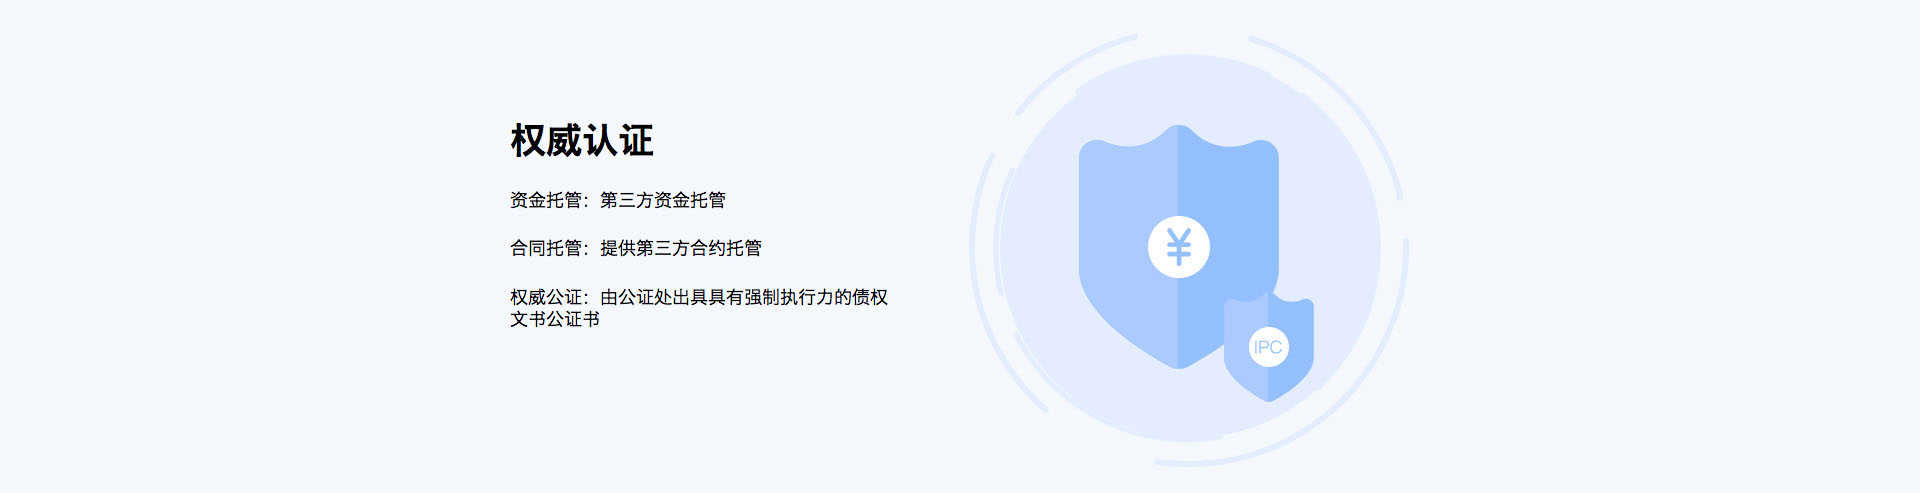 权威认证
资金托管：第三方资金托管
合同托管：提供第三方合约托管
权威公证：由公证处出具具有强制执行力的债权
文书公证书
¥
IPC